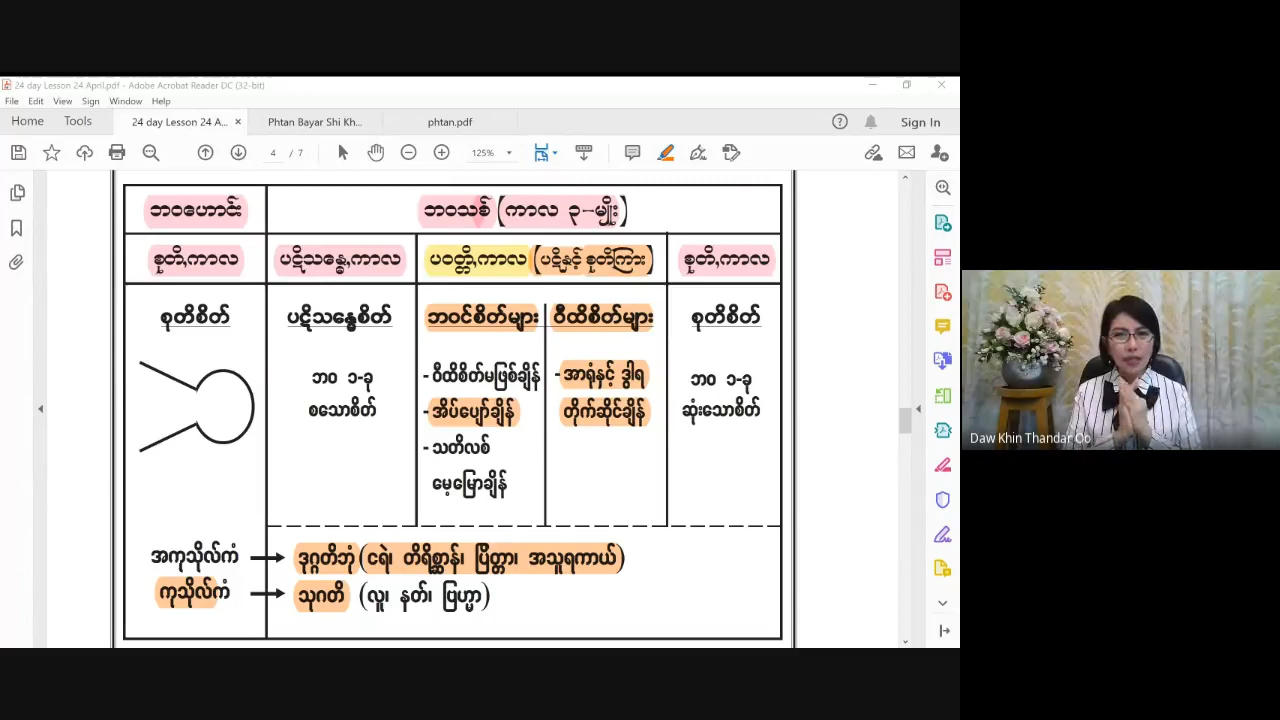 24 day Lesson 24 April.pdf - Adobe Acrobat Reader DC (32-bit)
File Edit View Sign Window Help
Home Tools 24 day Lesson 24 A... × Phtan Bayar Shi Kh... phtan.pdf Sign In
4 / 7 125%
ဘဝဟောင်း ဘဝသစ် (ကာလ ၃-မျိုး)
စုတိ,ကာလ ပဋိသန္ဓေ,ကာလ ပဝတ္တိ,ကာလ (ပဋိနှင့် စုတိကြား) စုတိ,ကာလ
စုတိစိတ် ပဋိသန္ဓေစိတ် ဘဝင်စိတ်များ ဝီထိစိတ်များ စုတိစိတ်
ဘဝ ၁-ခု - ဝီထိစိတ်မဖြစ်ချိန် - အာရုံနှင့် ဒွါရ ဘဝ ၁-ခု
စသောစိတ် - အိပ်ပျော်ချိန် တိုက်ဆိုင်ချိန် ဆုံးသောစိတ်
- သတိလစ်
မေ့မြောချိန်
အကုသိုလ်ကံ → ဒုဂ္ဂတိဘုံ (ငရဲ၊ တိရိစ္ဆာန်၊ ပြိတ္တာ၊ အသူရကာယ်)
ကုသိုလ်ကံ → သုဂတိ (လူ၊ နတ်၊ ဗြဟ္မာ)
Daw Khin Thandar Oo